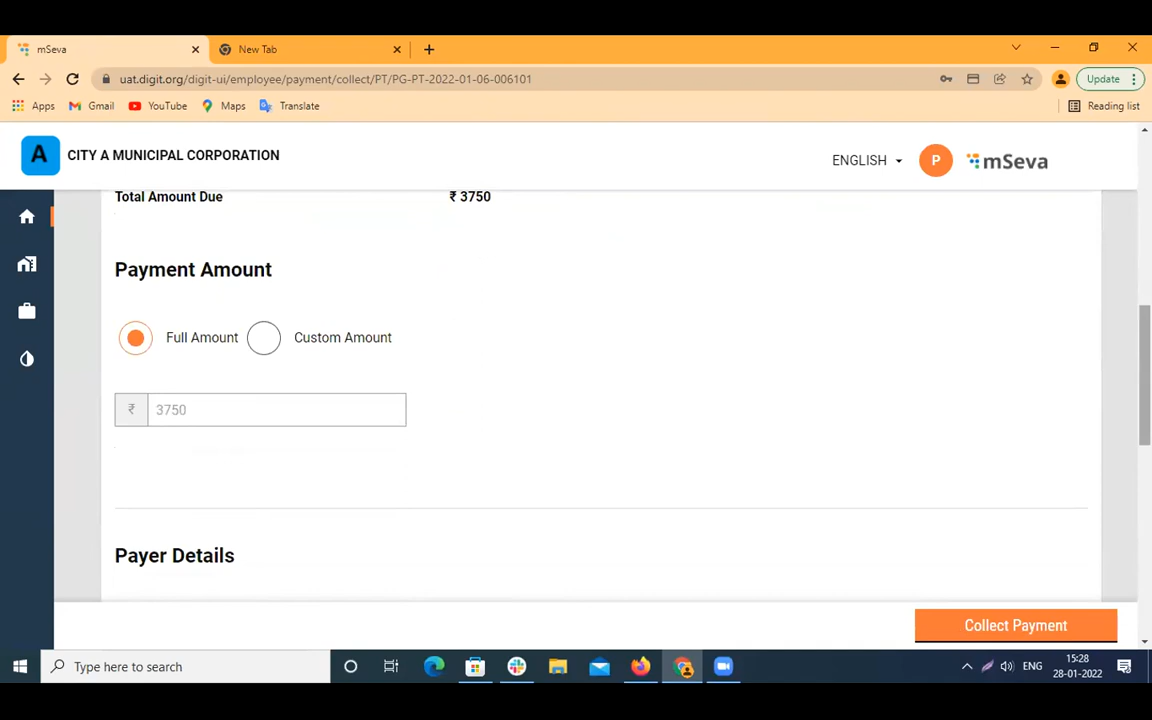 mSeva
New Tab
uat.digit.org/digit-ui/employee/payment/collect/PT/PG-PT-2022-01-06-006101
Update
Apps
Gmail
YouTube
Maps
Translate
Reading list
A
CITY A MUNICIPAL CORPORATION
ENGLISH
P
mSeva
Total Amount Due
₹ 3750
Payment Amount
Full Amount
Custom Amount
₹ 3750
Payer Details
Collect Payment
Type here to search
ENG
15:28
28-01-2022